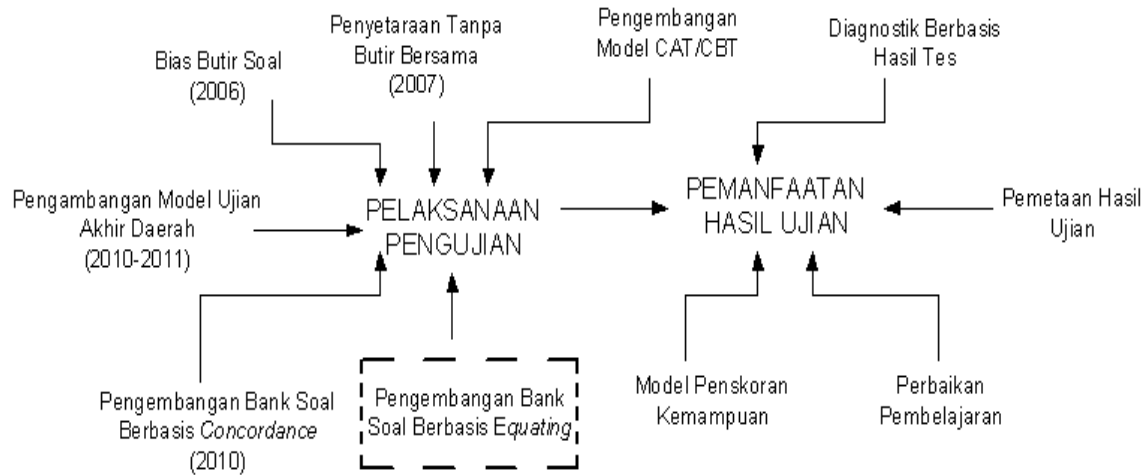 Bias Butir Soal
(2006)
Penyetaraan Tanpa
Butir Bersama
(2007)
Pengembangan
Model CAT/CBT
Diagnostik Berbasis
Hasil Tes
Pengambangan Model Ujian
Akhir Daerah
(2010-2011)
PELAKSANAAN
PENGUJIAN
PEMANFAATAN
HASIL UJIAN
Pemetaan Hasil
Ujian
Pengembangan Bank Soal
Berbasis Concordance
(2010)
Pengembangan Bank
Soal Berbasis Equating
Model Penskoran
Kemampuan
Perbaikan
Pembelajaran